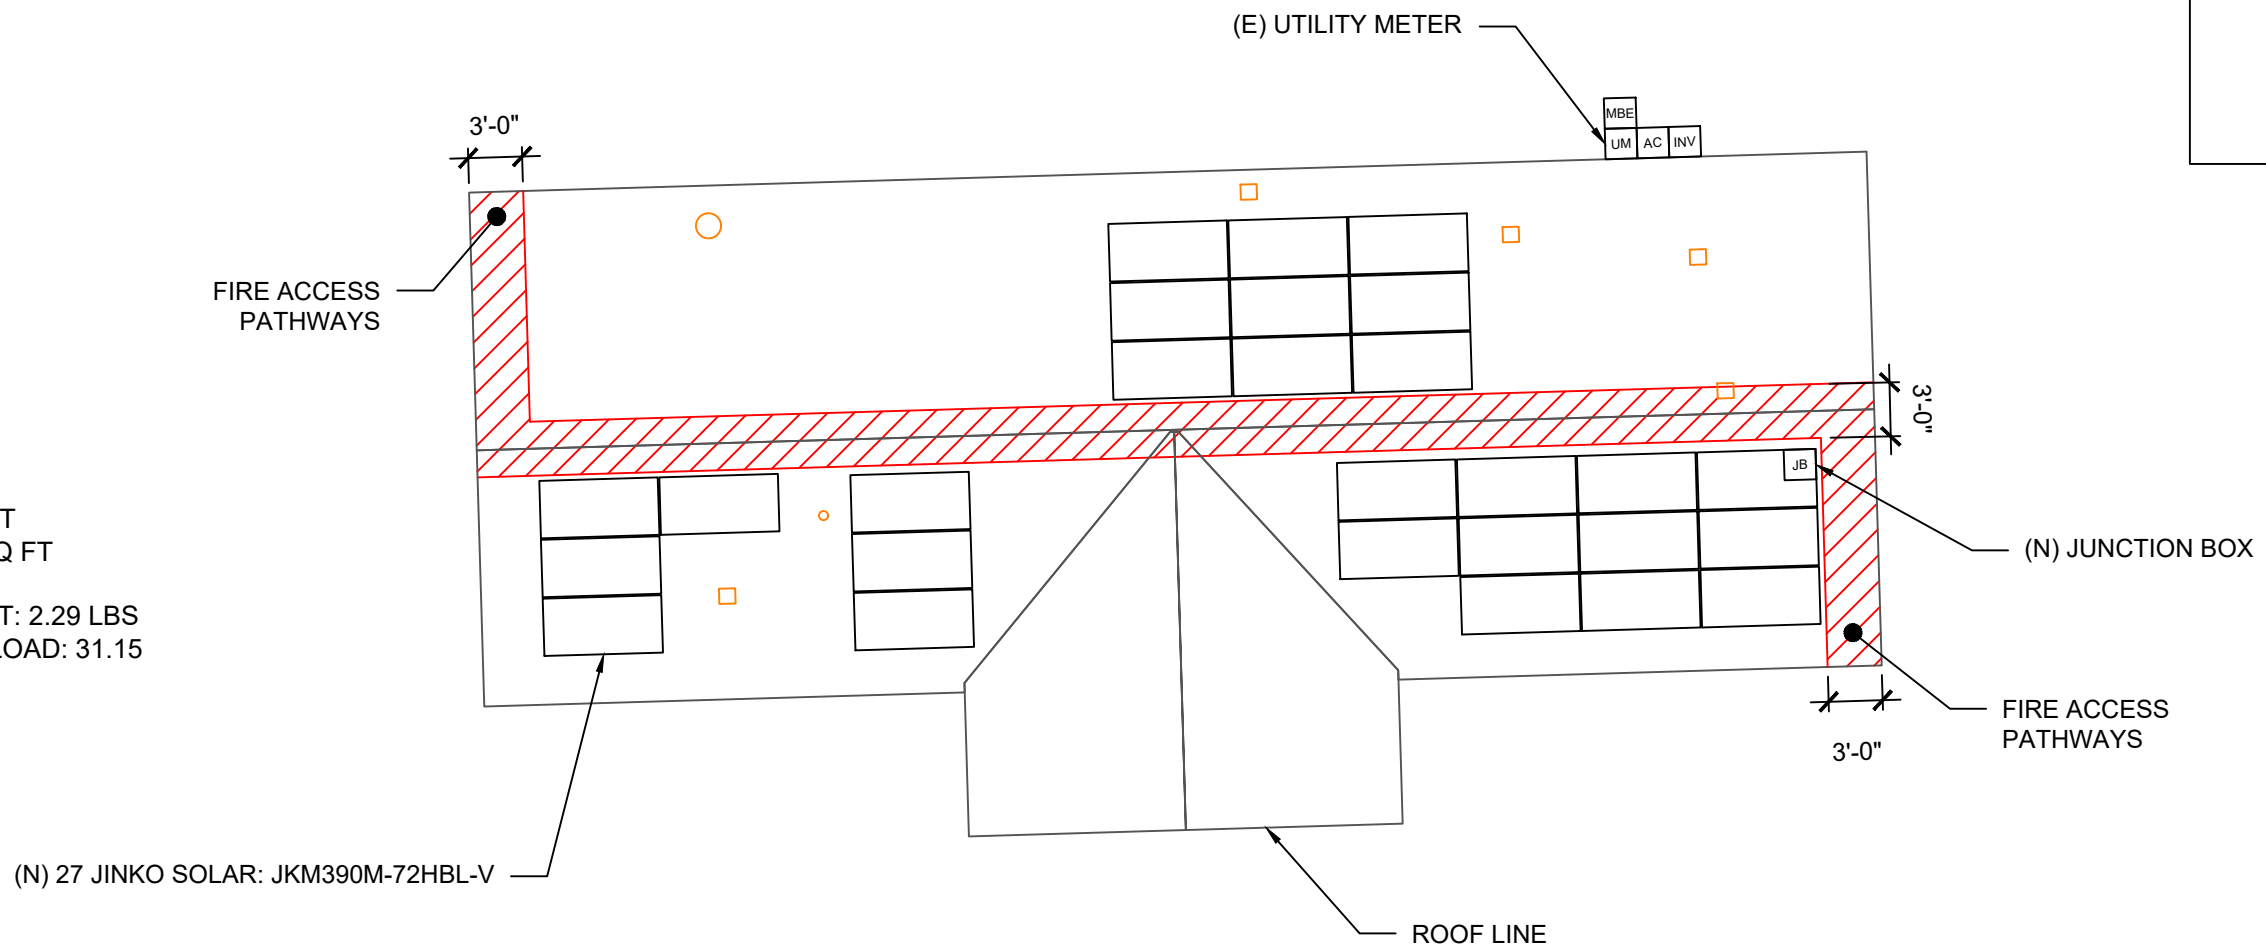 (E) UTILITY METER
MBE
UM AC INV
3'-0"
FIRE ACCESS
PATHWAYS
3'-0"
JB
(N) JUNCTION BOX
T
Q FT
T: 2.29 LBS
LOAD: 31.15
FIRE ACCESS
PATHWAYS
3'-0"
(N) 27 JINKO SOLAR: JKM390M-72HBL-V
ROOF LINE